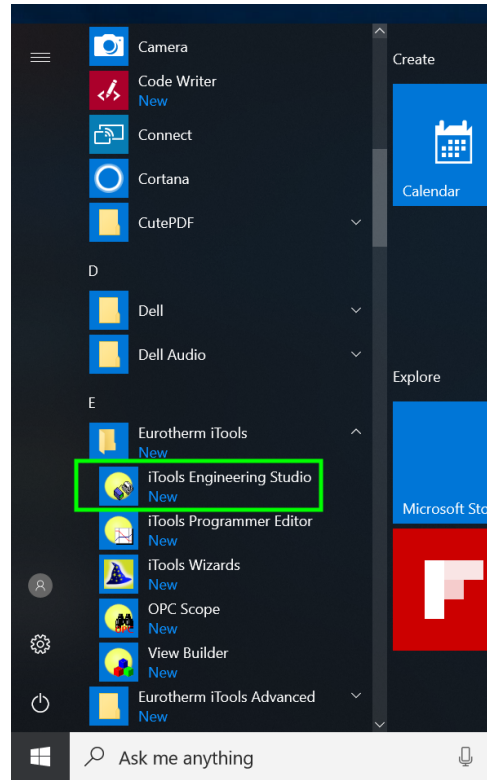 Camera
Create
Code Writer
New
Connect
Cortana
Calendar
CutePDF
D
Dell
Dell Audio
Explore
E
Eurotherm iTools
New
iTools Engineering Studio
New
Microsoft Sto
iTools Programmer Editor
New
iTools Wizards
New
OPC Scope
New
View Builder
New
Eurotherm iTools Advanced
New
Ask me anything